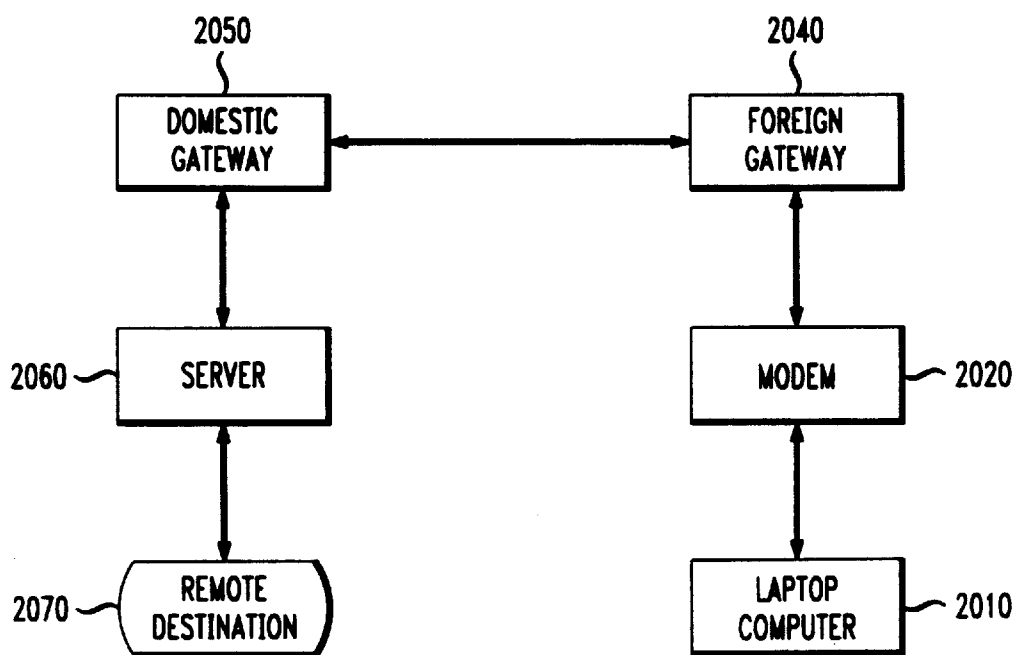 2050
2040
DOMESTIC
GATEWAY
FOREIGN
GATEWAY
2060
SERVER
MODEM
2020
2070
REMOTE
DESTINATION
LAPTOP
COMPUTER
2010